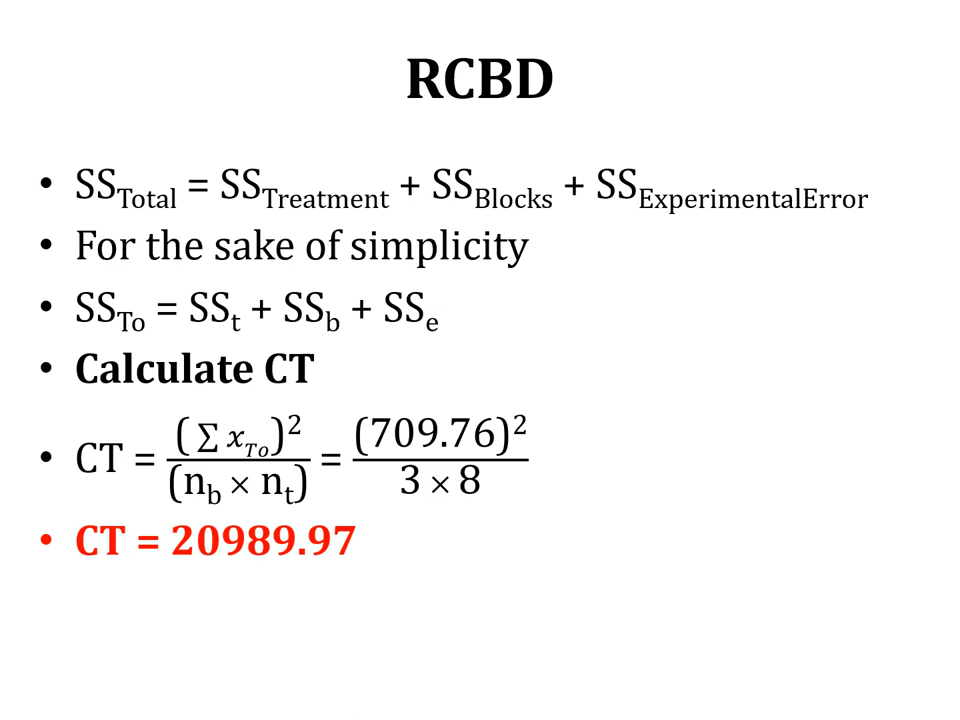 RCBD
• SS_Total = SS_Treatment + SS_Blocks + SS_ExperimentalError
• For the sake of simplicity
• SS_To = SS_t + SS_b + SS_e
• Calculate CT
• CT = (∑x_To)² / (n_b × n_t) = (709.76)² / 3 × 8
• CT = 20989.97